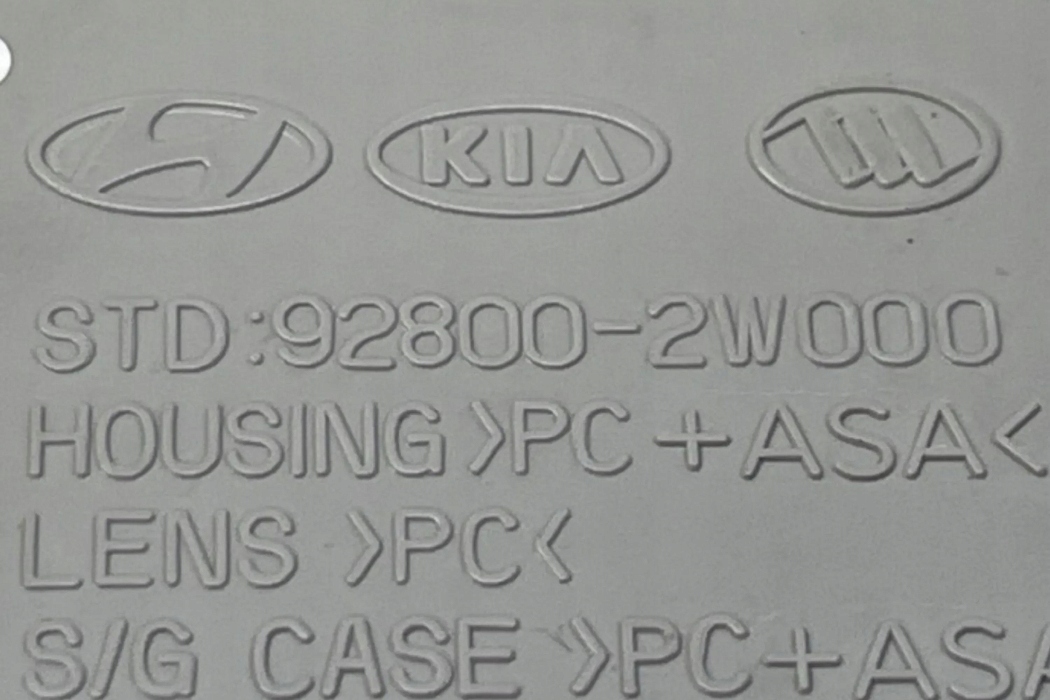 KIA
STD:92800-2W000
HOUSING >PC+ASA<
LENS >PC<
S/G CASE >PC+ASA